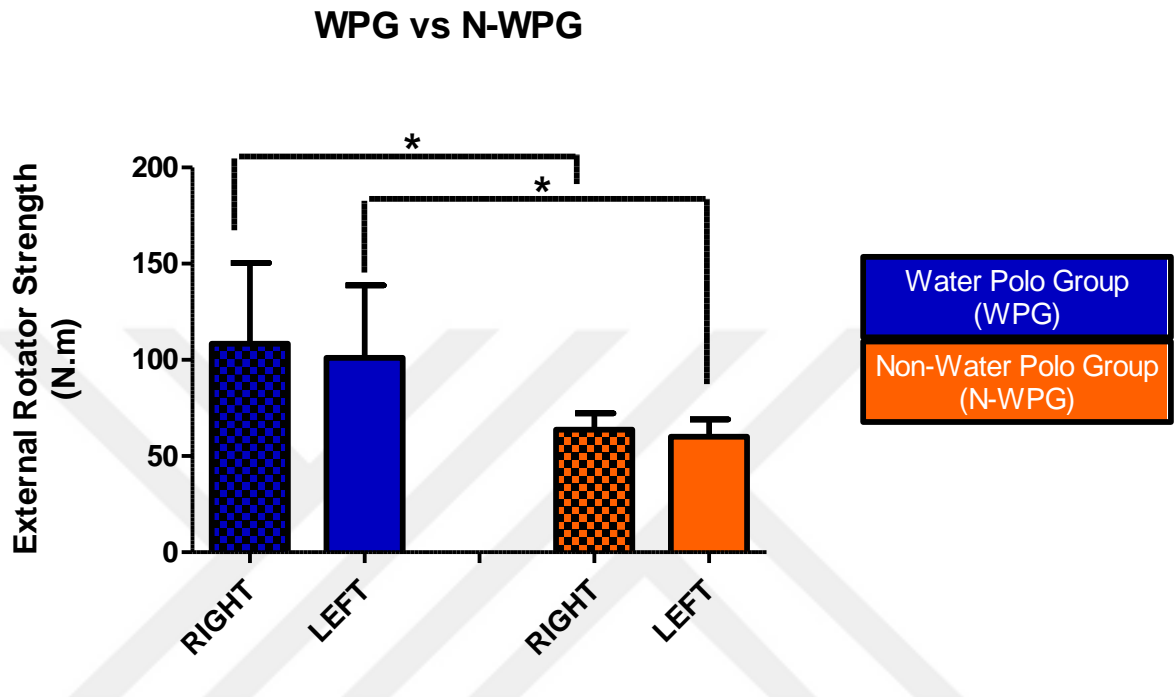 WPG vs N-WPG
External Rotator Strength
(N.m)
200
150
100
50
0
*
*
RIGHT
LEFT
RIGHT
LEFT
Water Polo Group
(WPG)
Non-Water Polo Group
(N-WPG)